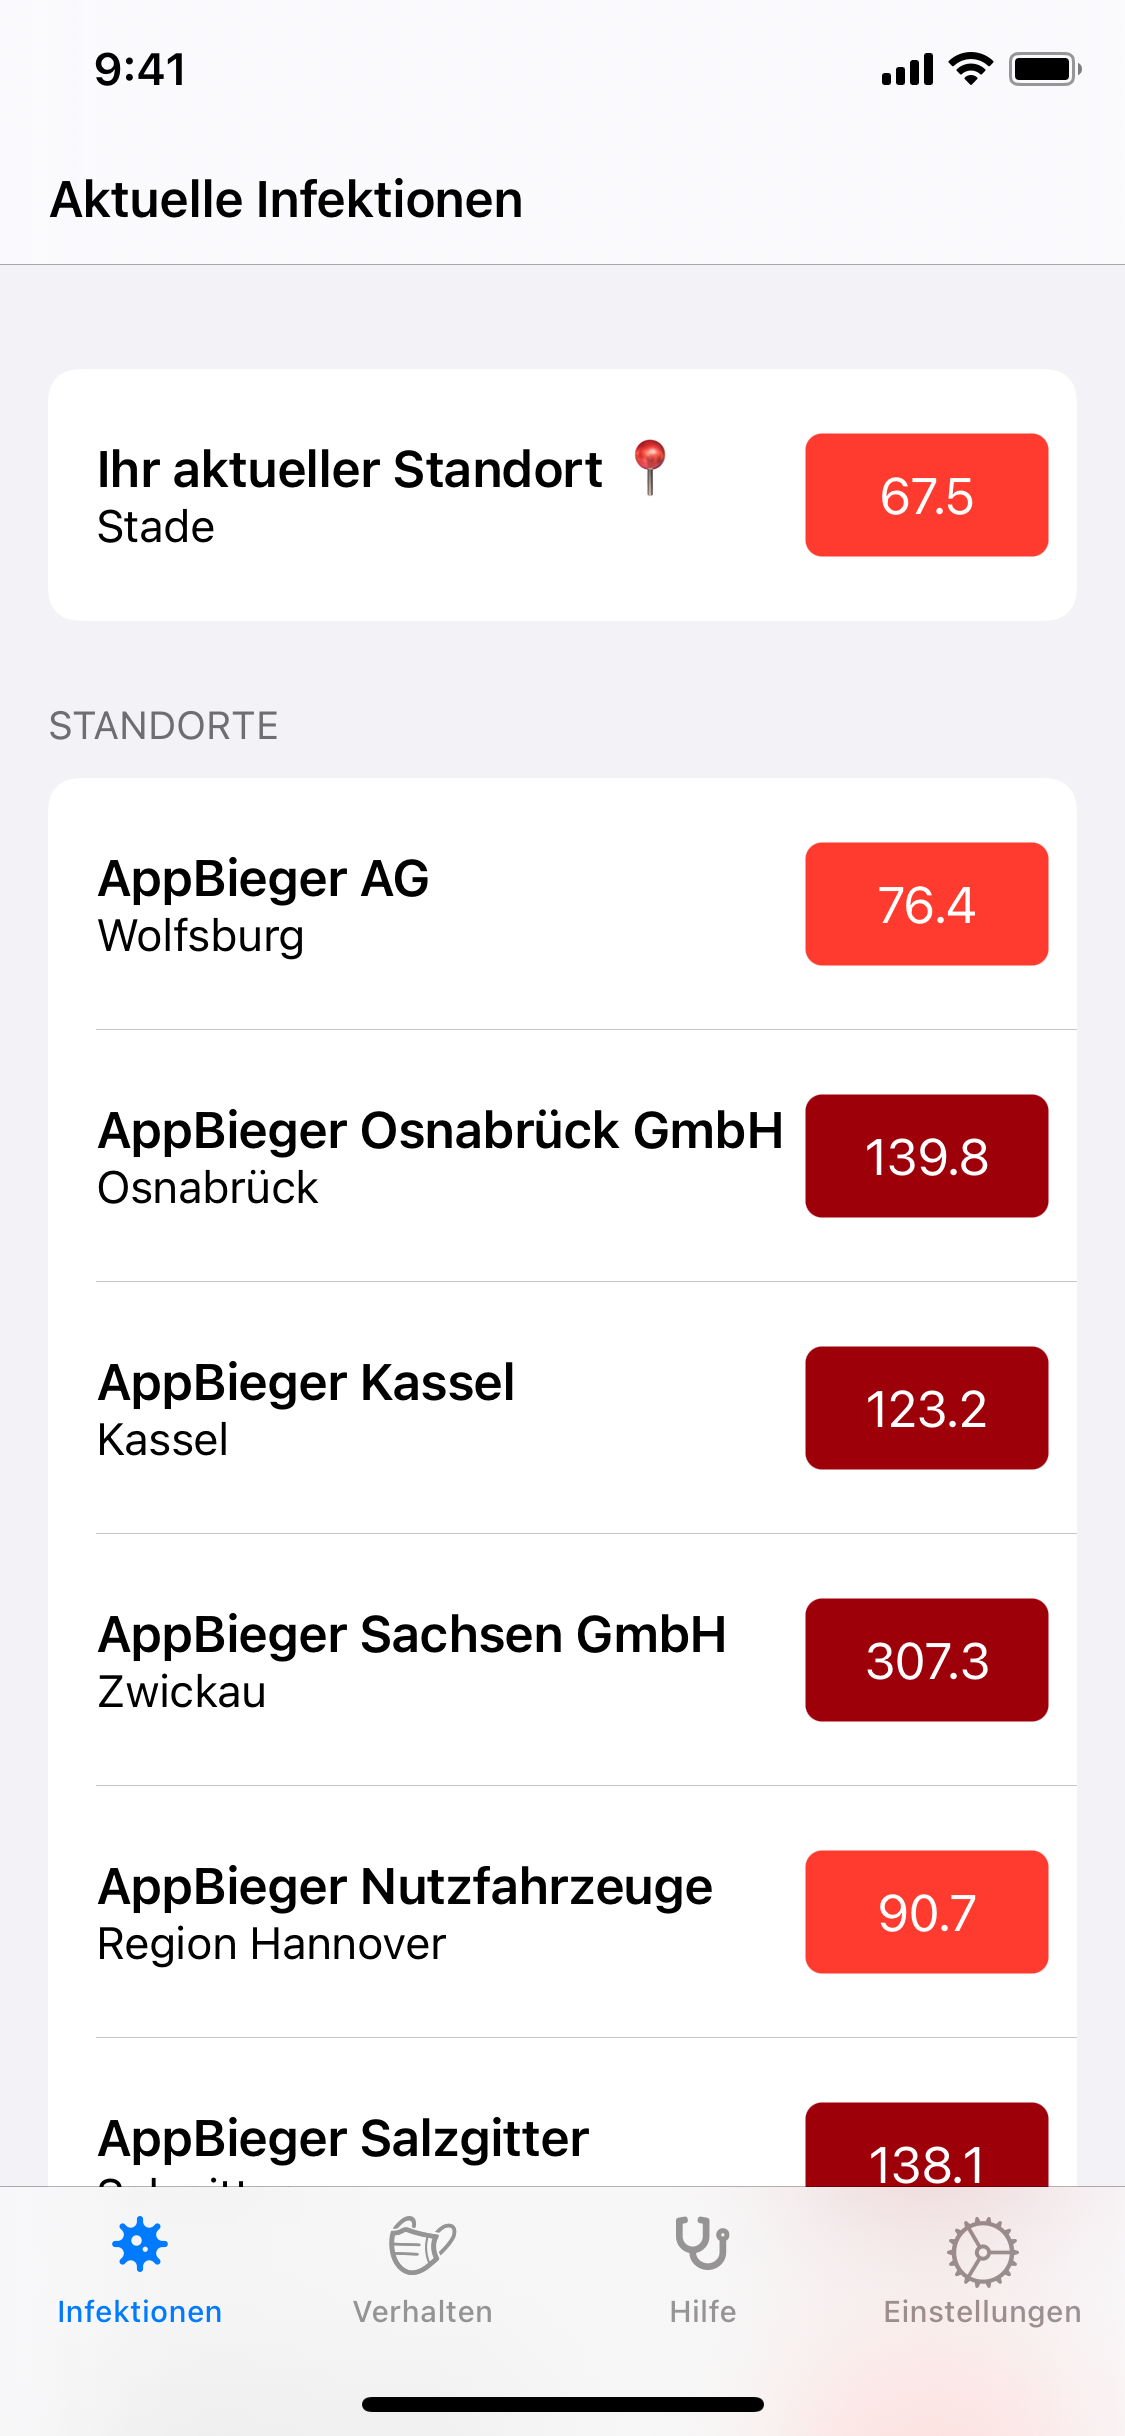 9:41
Aktuelle Infektionen
Ihr aktueller Standort
67.5
Stade
STANDORTE
AppBieger AG
76.4
Wolfsburg
AppBieger Osnabrück GmbH
139.8
Osnabrück
AppBieger Kassel
123.2
Kassel
AppBieger Sachsen GmbH
307.3
Zwickau
AppBieger Nutzfahrzeuge
90.7
Region Hannover
AppBieger Salzgitter
138.1
Infektionen
Verhalten
Hilfe
Einstellungen